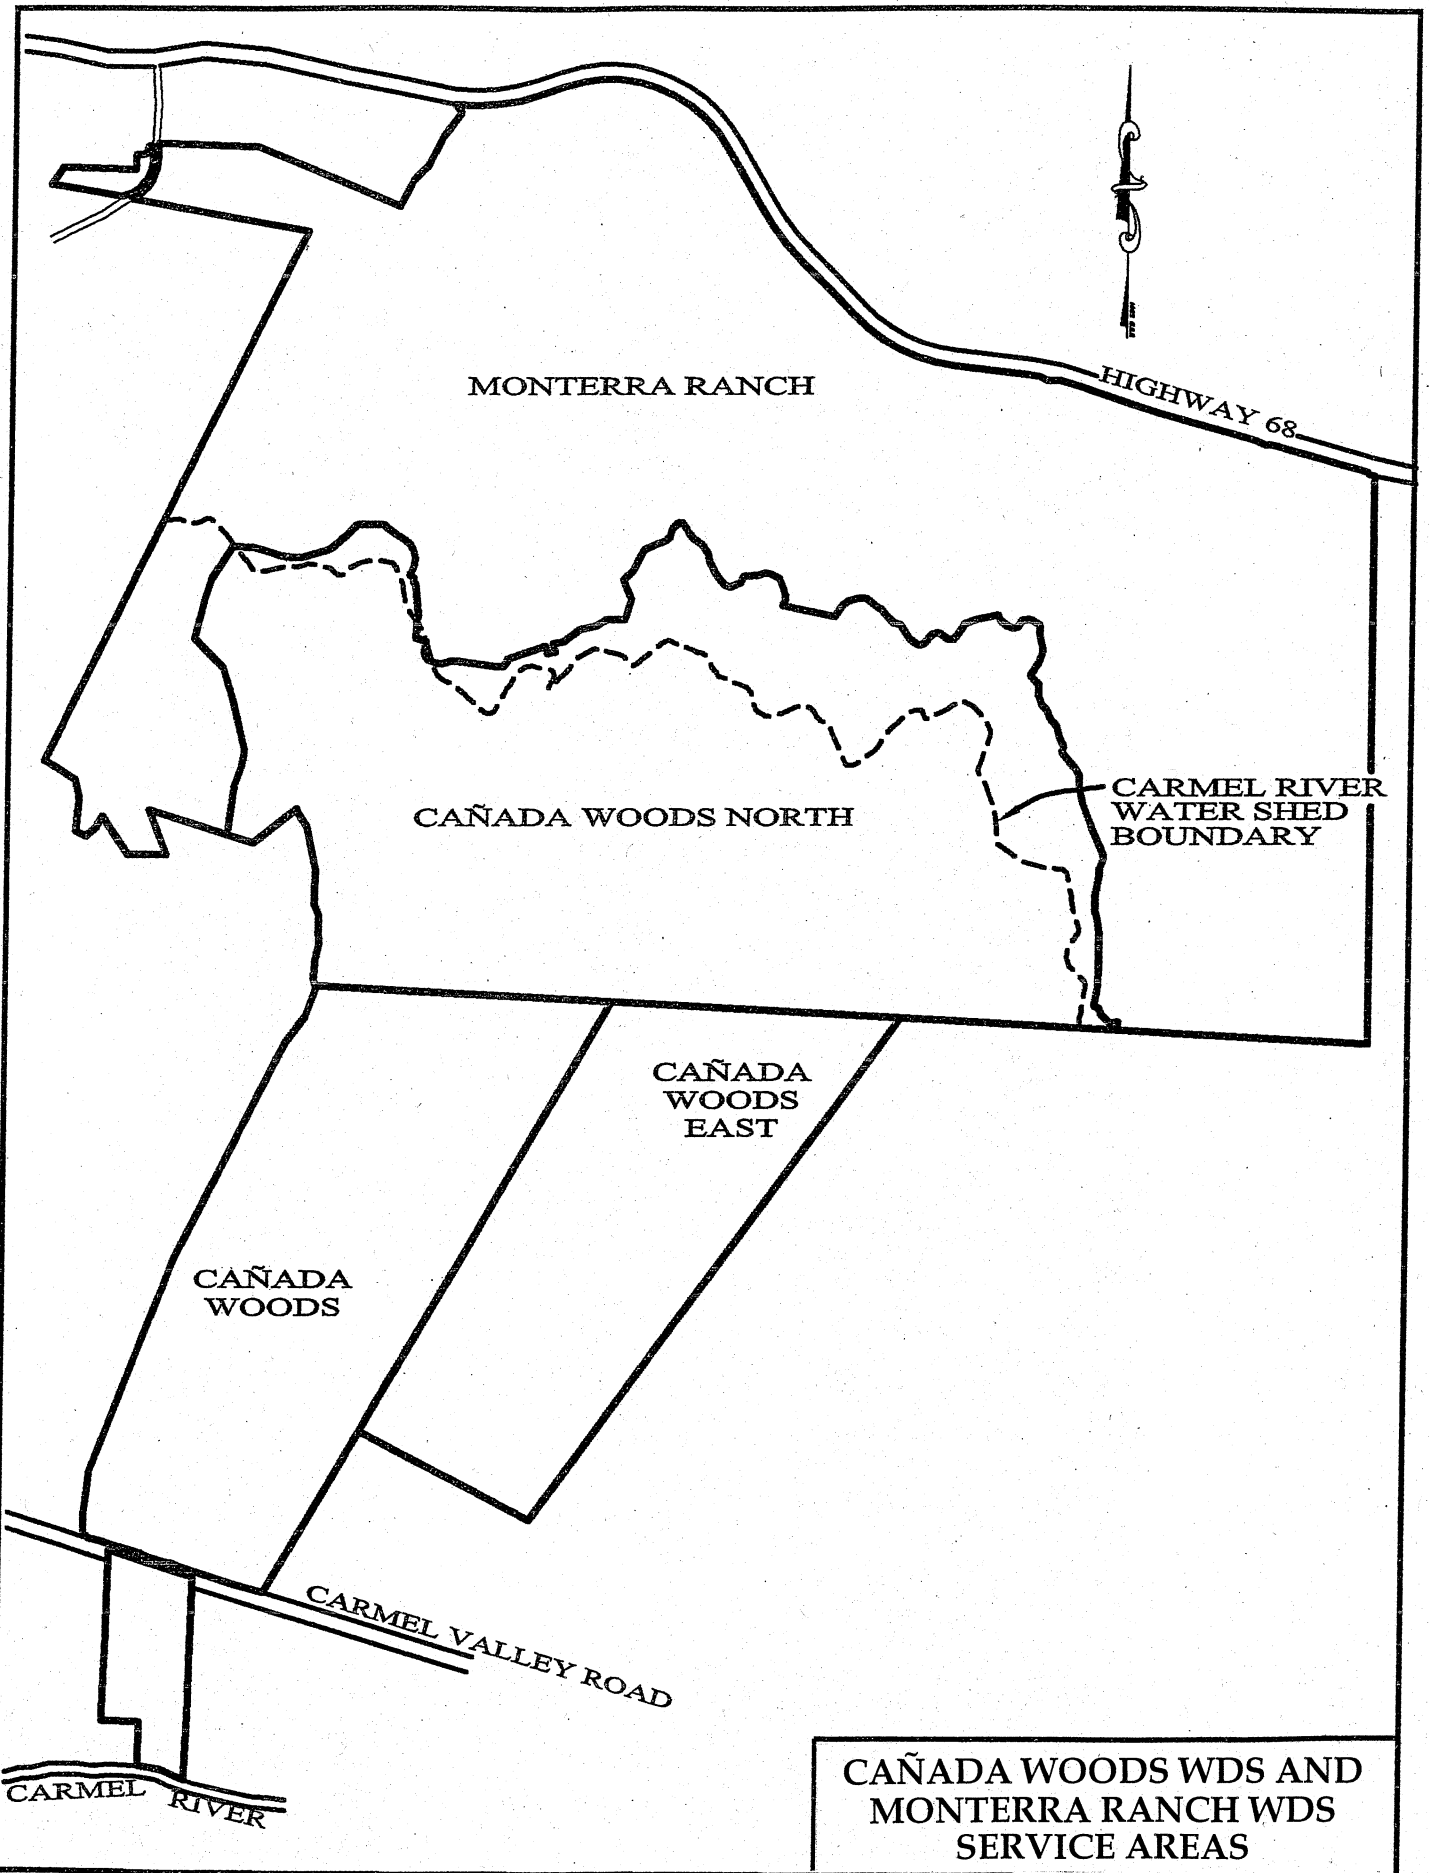 MONTERRA RANCH
HIGHWAY 68
CARMEL RIVER
WATER SHED
BOUNDARY
CAÑADA WOODS NORTH
CAÑADA
WOODS
EAST
CAÑADA
WOODS
CARMEL VALLEY ROAD
CARMEL RIVER
CAÑADA WOODS WDS AND
MONTERRA RANCH WDS
SERVICE AREAS